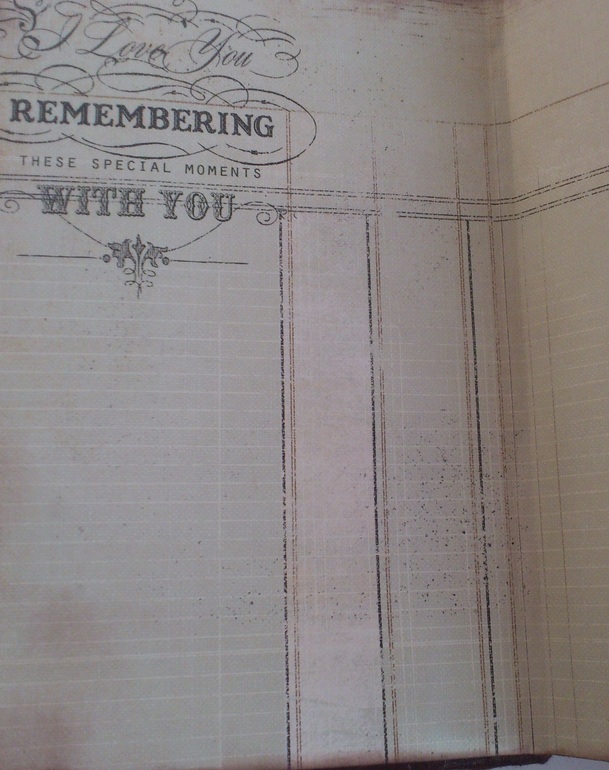 I Love You
REMEMBERING
THESE SPECIAL MOMENTS
WITH YOU